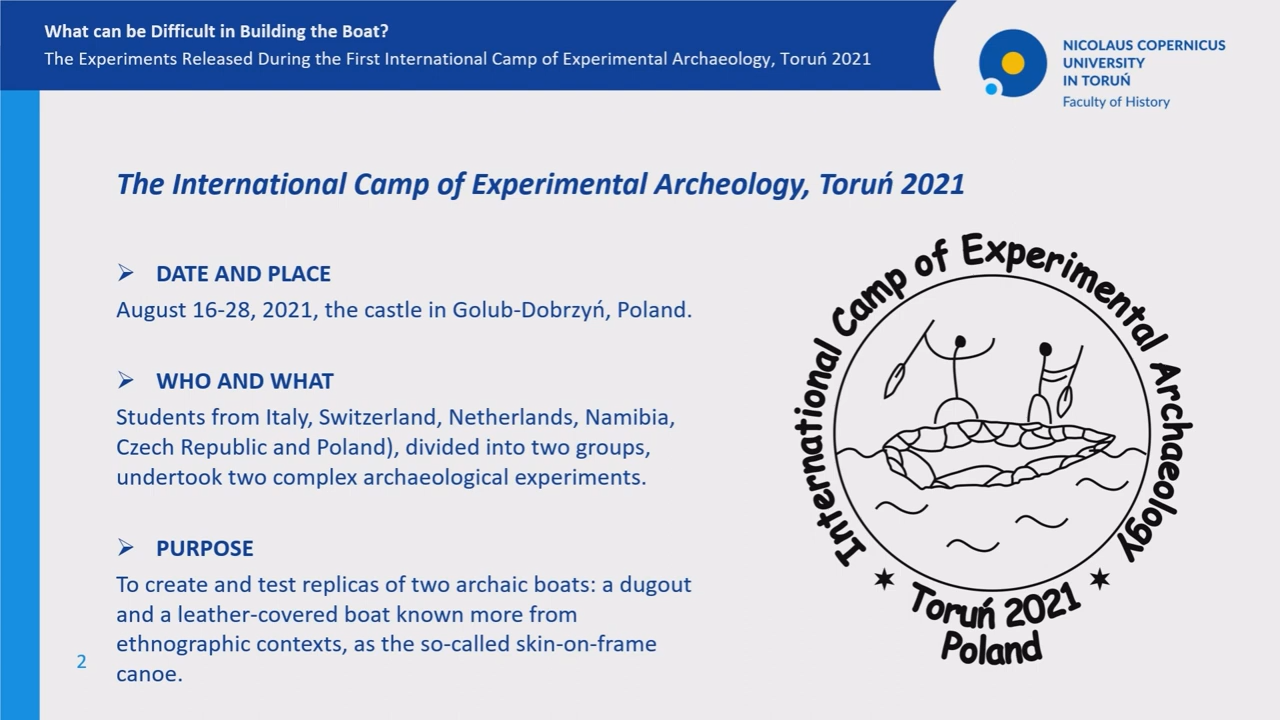 What can be Difficult in Building the Boat?
The Experiments Released During the First International Camp of Experimental Archaeology, Toruń 2021
NICOLAUS COPERNICUS
UNIVERSITY
IN TORUŃ
Faculty of History
The International Camp of Experimental Archeology, Toruń 2021
➢ DATE AND PLACE
August 16-28, 2021, the castle in Golub-Dobrzyń, Poland.
➢ WHO AND WHAT
Students from Italy, Switzerland, Netherlands, Namibia,
Czech Republic and Poland), divided into two groups,
undertook two complex archaeological experiments.
➢ PURPOSE
To create and test replicas of two archaic boats: a dugout
and a leather-covered boat known more from
ethnographic contexts, as the so-called skin-on-frame
canoe.
2
International Camp of Experimental Archaeology
Toruń 2021
Poland